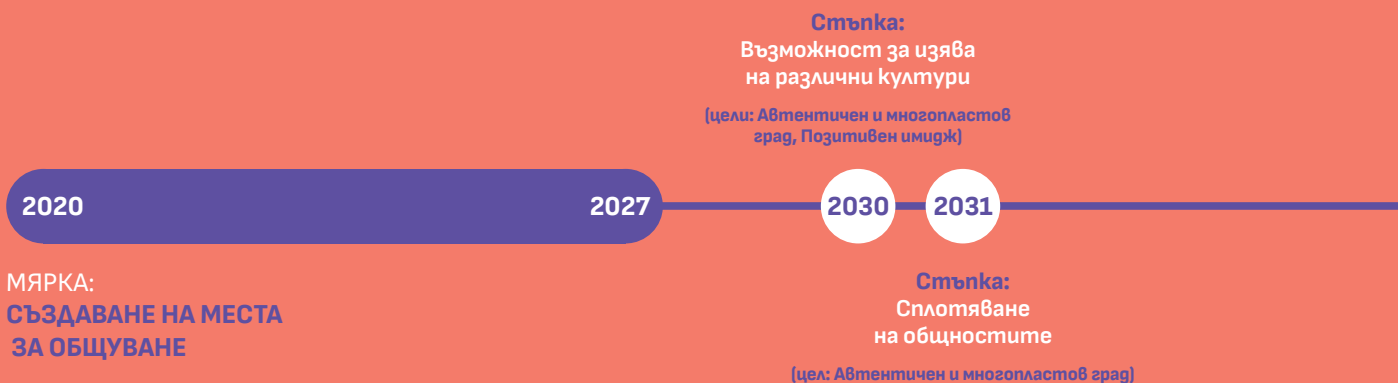 Стъпка:
Възможност за изява
на различни култури
(цели: Автентичен и многопластов
град, Позитивен имидж)
2020
2027
2030
2031
МЯРКА:
СЪЗДАВАНЕ НА МЕСТА
ЗА ОБЩУВАНЕ
Стъпка:
Сплотяване
на общностите
(цел: Автентичен и многопластов град)